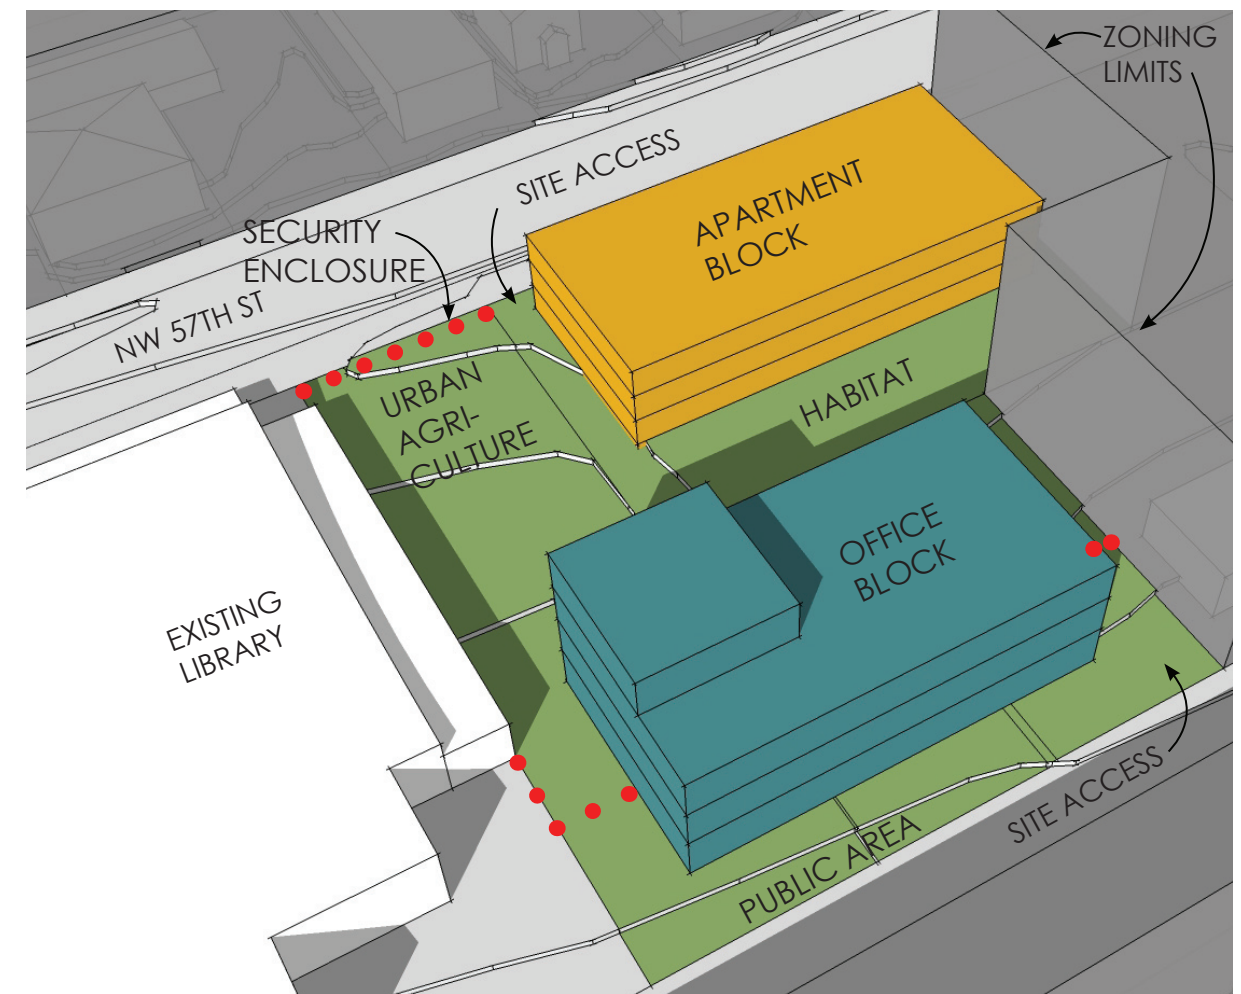 ZONING
LIMITS
SITE ACCESS
APARTMENT
BLOCK
SECURITY
ENCLOSURE
NW 57TH ST
URBAN
AGRI-
CULTURE
HABITAT
OFFICE
BLOCK
EXISTING
LIBRARY
SITE ACCESS
PUBLIC AREA